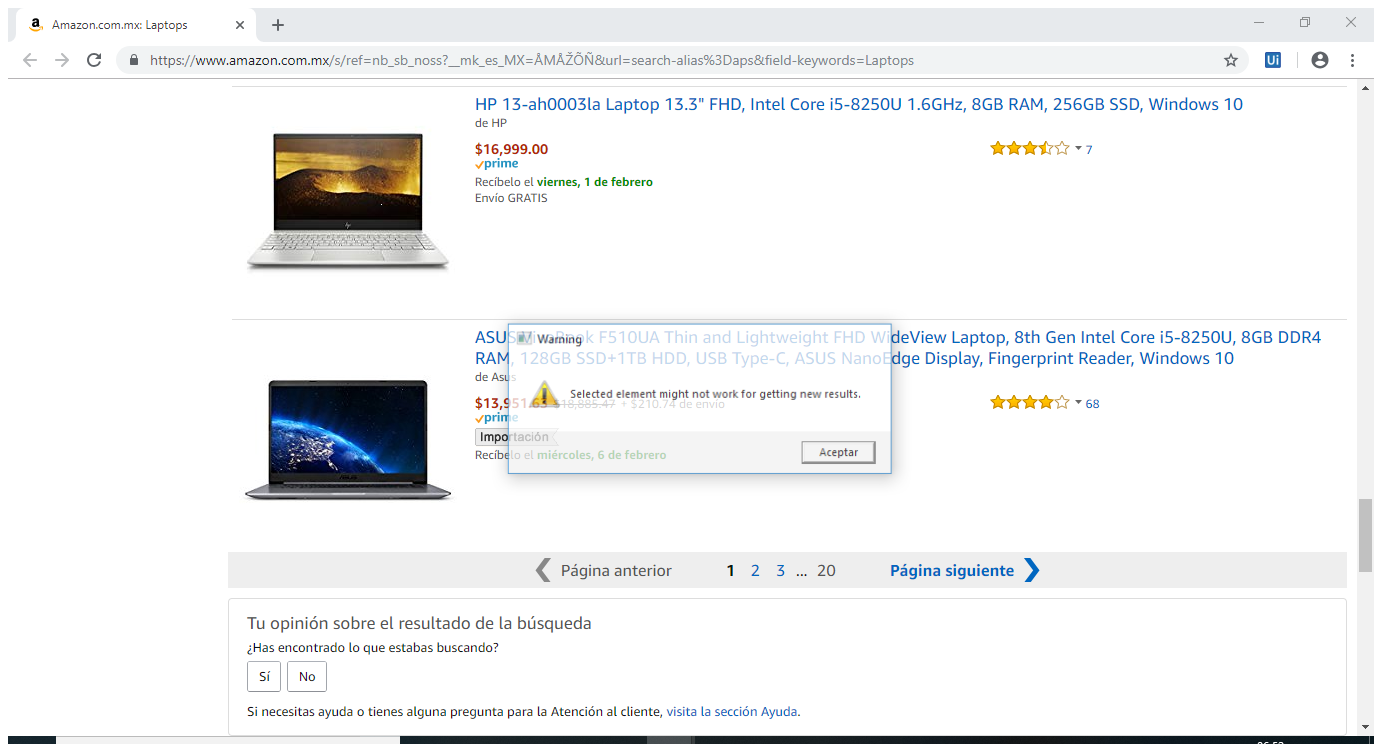 Amazon.com.mx: Laptops
https://www.amazon.com.mx/s/ref=nb_sb_noss?__mk_es_MX=ÅMÅŽÕÑ&url=search-alias%3Daps&field-keywords=Laptops
Ui
HP 13-ah0003la Laptop 13.3" FHD, Intel Core i5-8250U 1.6GHz, 8GB RAM, 256GB SSD, Windows 10
de HP
$16,999.00
7
prime
Recíbelo el viernes, 1 de febrero
Envío GRATIS
ASUS VivoBook F510UA Thin and Lightweight FHD WideView Laptop, 8th Gen Intel Core i5-8250U, 8GB DDR4
RAM, 128GB SSD+1TB HDD, USB Type-C, ASUS NanoEdge Display, Fingerprint Reader, Windows 10
de Asus
$13,951.63 $18,885.47 + $210.74 de envío
68
prime
Importación
Recíbelo el miércoles, 6 de febrero
Warning
Selected element might not work for getting new results.
Aceptar
Página anterior 1 2 3 ... 20 Página siguiente
Tu opinión sobre el resultado de la búsqueda
¿Has encontrado lo que estabas buscando?
Sí No
Si necesitas ayuda o tienes alguna pregunta para la Atención al cliente, visita la sección Ayuda.